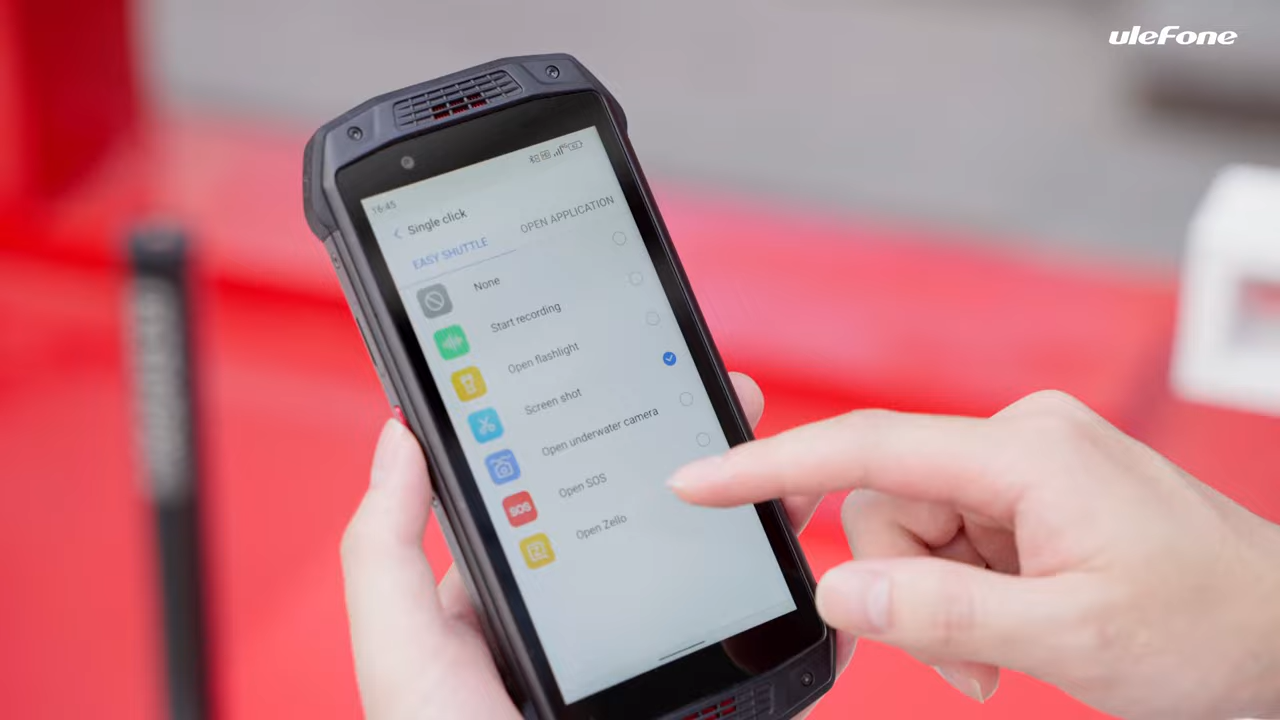 uleFone
16:45
Single click
EASY SHUTTLE
OPEN APPLICATION
None
Start recording
Open flashlight
Screen shot
Open underwater camera
SOS
Open SOS
Open Zello